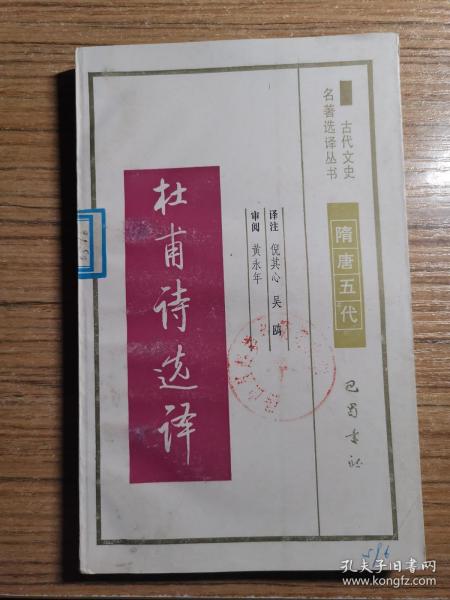 古代文史
名著选译丛书
隋唐五代
译注 倪其心 吴鸥
审阅 黄永年
杜甫诗选译
巴蜀书社
孔夫子旧书网
www.kongfz.com